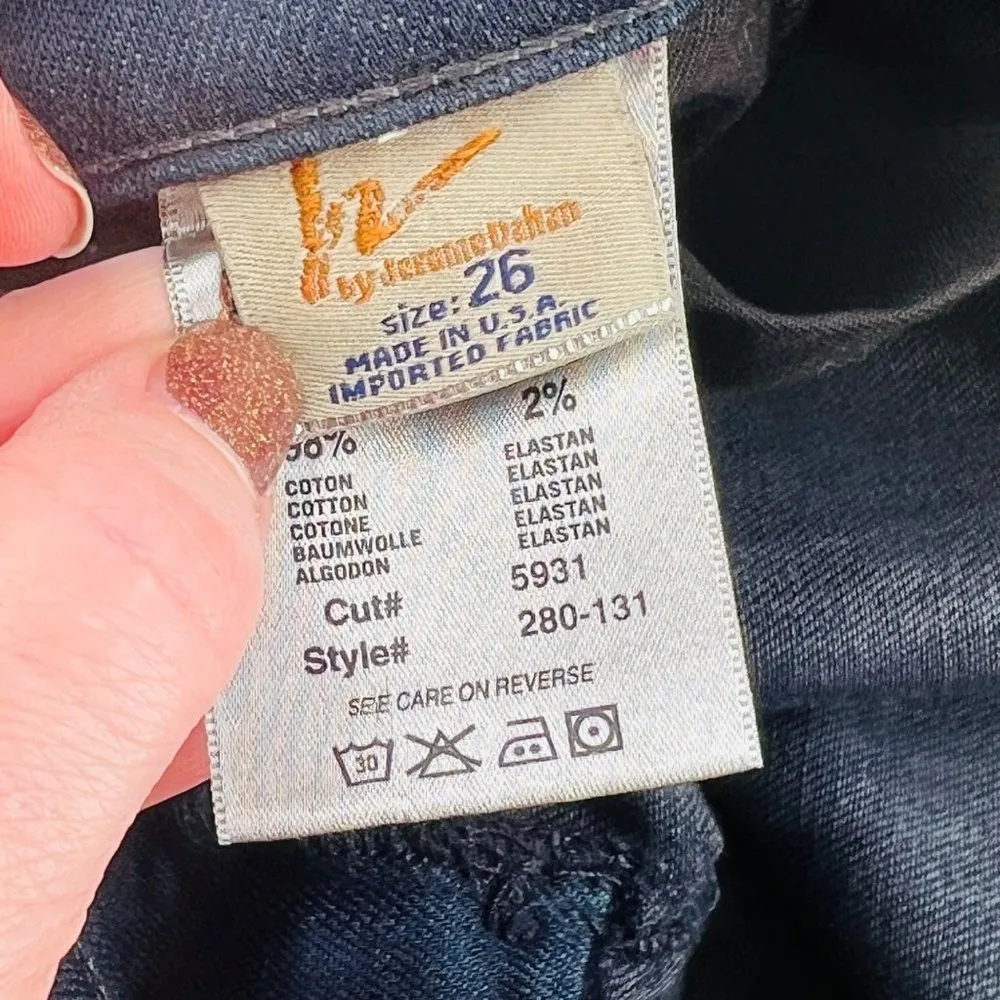 by Jerome Dahan
size: 26
MADE IN U.S.A.
IMPORTED FABRIC
98% 2%
COTON ELASTAN
COTTON ELASTAN
COTONE ELASTAN
BAUMWOLLE ELASTAN
ALGODON ELASTAN
Cut# 5931
Style# 280-131
SEE CARE ON REVERSE
30